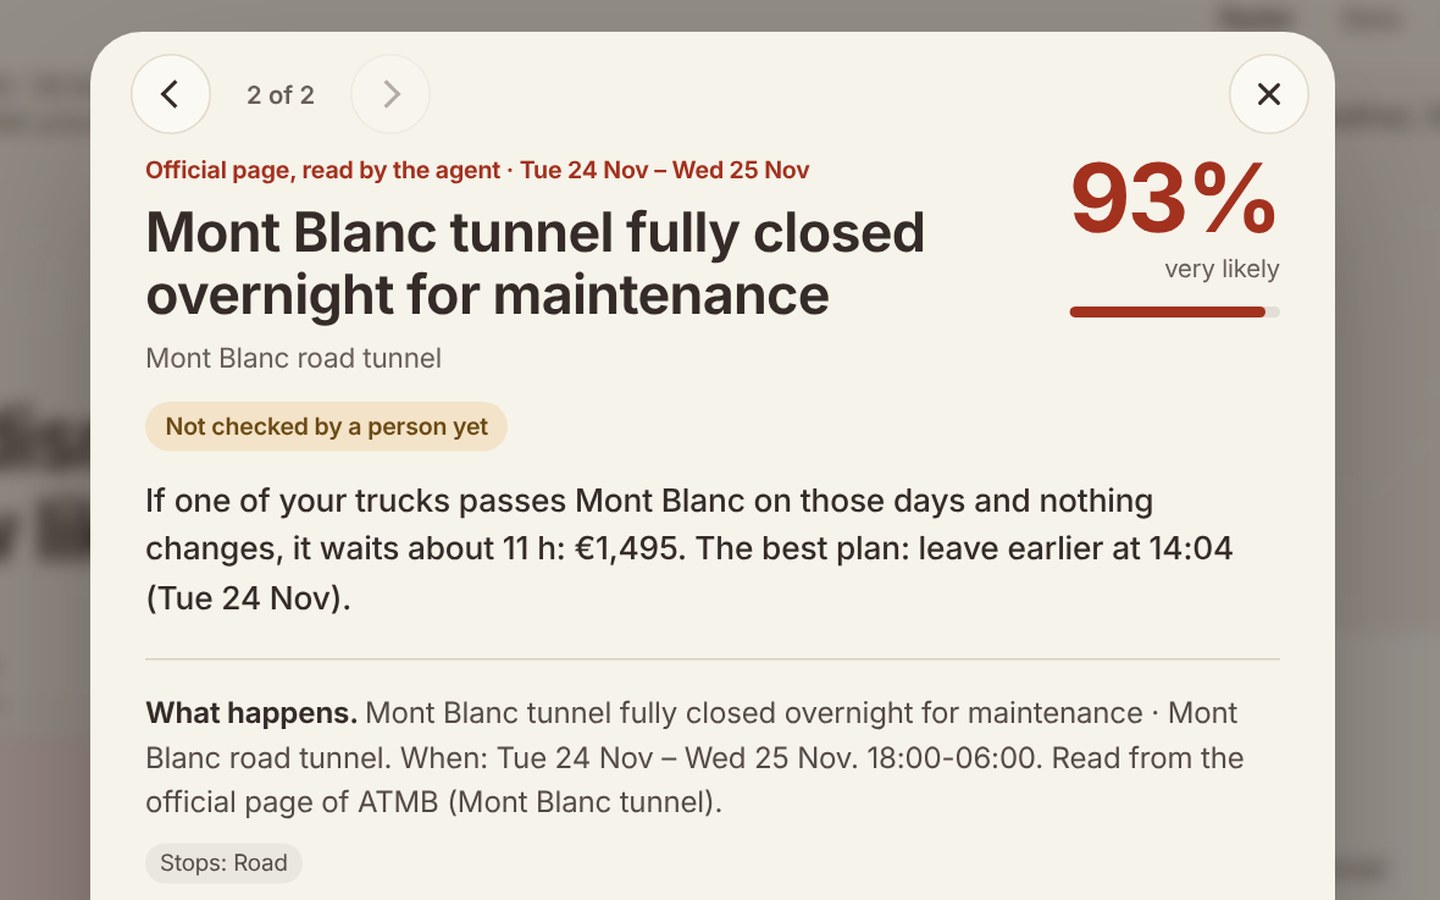 2 of 2
Official page, read by the agent · Tue 24 Nov – Wed 25 Nov
93%
very likely
Mont Blanc tunnel fully closed
overnight for maintenance
Mont Blanc road tunnel
Not checked by a person yet
If one of your trucks passes Mont Blanc on those days and nothing
changes, it waits about 11 h: €1,495. The best plan: leave earlier at 14:04
(Tue 24 Nov).
What happens. Mont Blanc tunnel fully closed overnight for maintenance · Mont
Blanc road tunnel. When: Tue 24 Nov – Wed 25 Nov. 18:00-06:00. Read from the
official page of ATMB (Mont Blanc tunnel).
Stops: Road